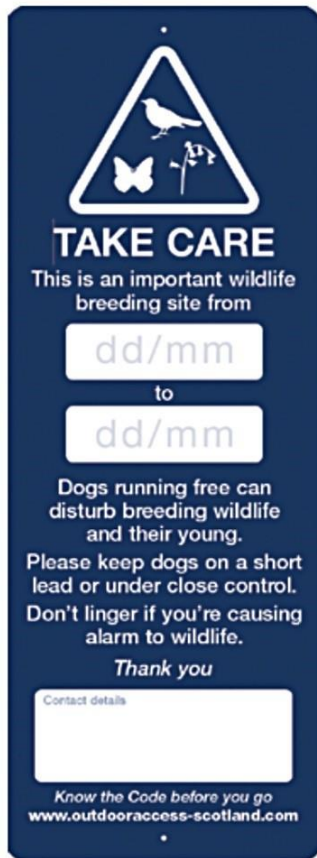 TAKE CARE
This is an important wildlife
breeding site from
dd/mm
to
dd/mm
Dogs running free can
disturb breeding wildlife
and their young.
Please keep dogs on a short
lead or under close control.
Don't linger if you're causing
alarm to wildlife.
Thank you
Contact details
Know the Code before you go
www.outdooraccess-scotland.com